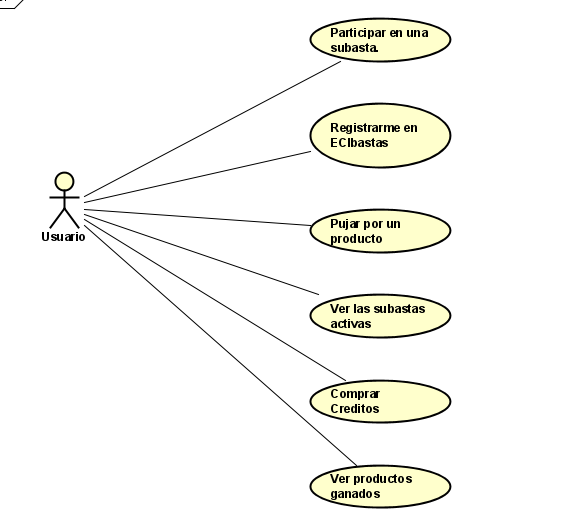 Participar en una
subasta.
Registrarme en
ECIbastas
Pujar por un
producto
Usuario
Ver las subastas
activas
Comprar
Creditos
Ver productos
ganados